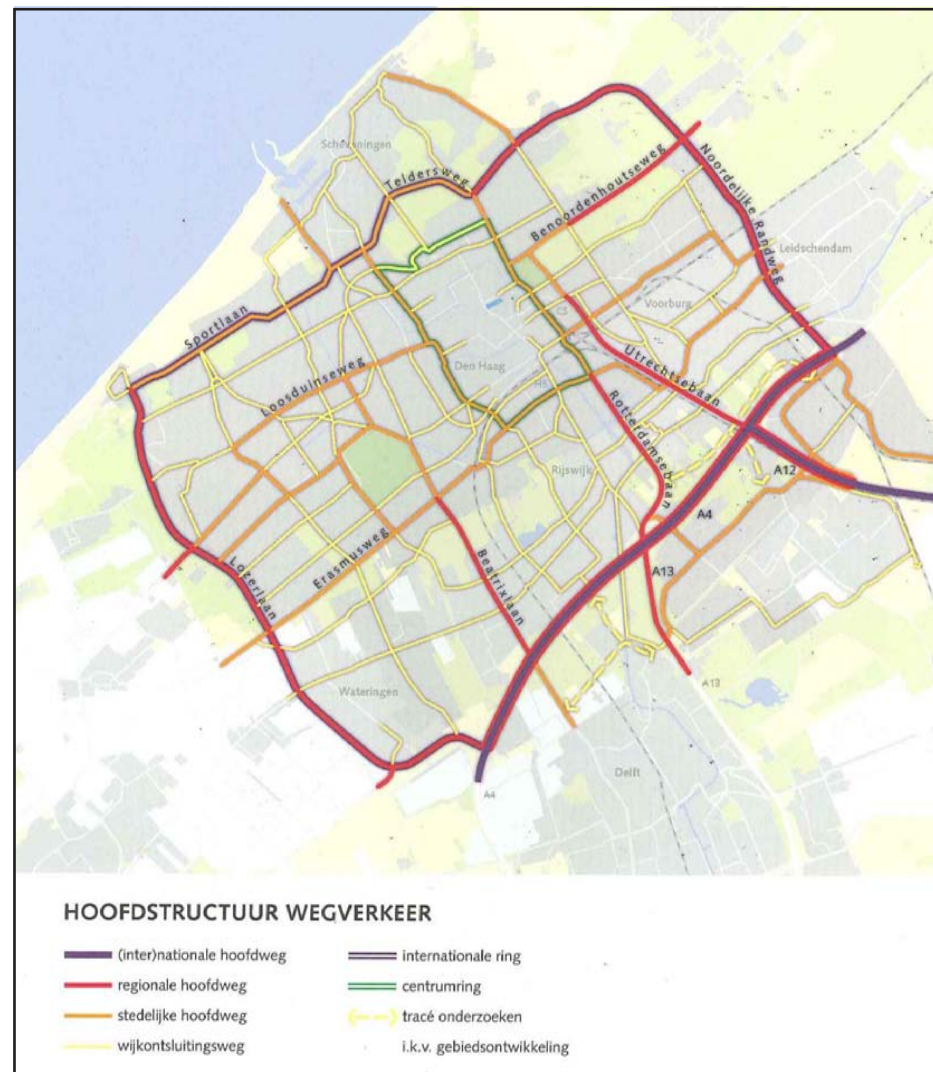 Scheveningen
Teldersweg
Benoordenhoutseweg
Noordelijke Randweg
Leidschendam
Sportlaan
CS
Voorburg
Den Haag
Loosduinseweg
HS
Utrechtsebaan
Rotterdamsebaan
Rijswijk
A12
A4
Erasmusweg
Beatrixlaan
A13
Lozerlaan
A13
Wateringen
Delft
A4
HOOFDSTRUCTUUR WEGVERKEER
(inter)nationale hoofdweg
regionale hoofdweg
stedelijke hoofdweg
wijkontsluitingsweg
internationale ring
centrumring
tracé onderzoeken
i.k.v. gebiedsontwikkeling